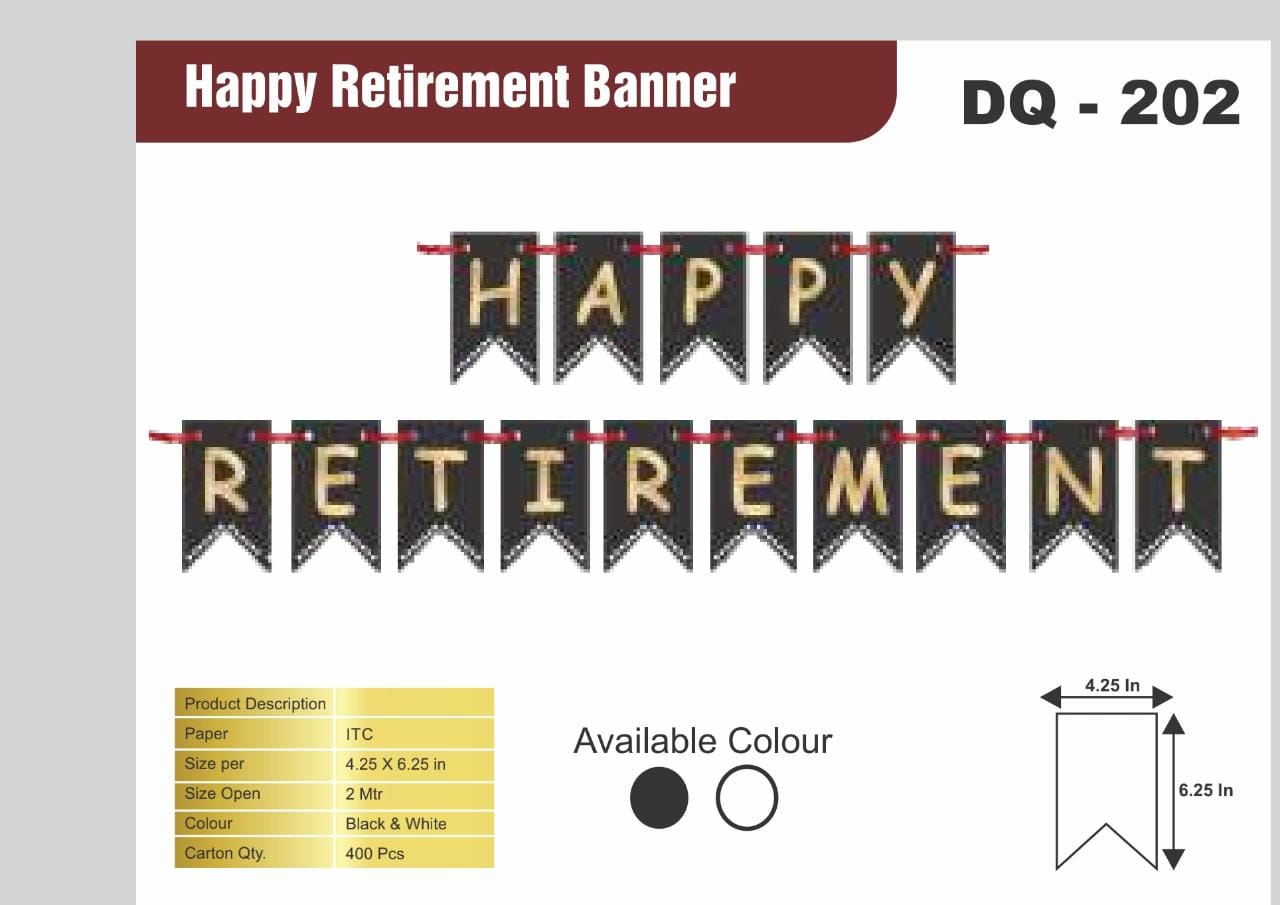 Happy Retirement Banner
DQ - 202
HAPPY
RETIREMENT
Product Description
Paper ITC
Size per 4.25 X 6.25 in
Size Open 2 Mtr
Colour Black & White
Carton Qty. 400 Pcs
Available Colour
4.25 In
6.25 In